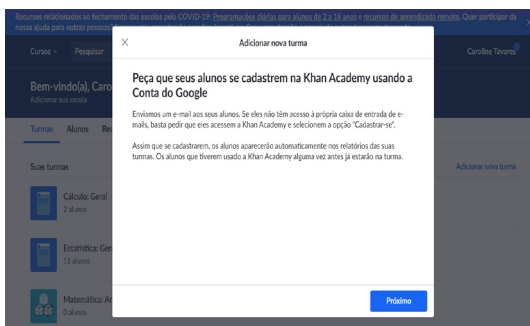 Recursos relacionados ao fechamento das escolas pela COVID-19: Programações diárias para alunos de 2 a 18 anos e recursos de aprendizado remoto. Quer participar da
nossa ajuda para outras pessoas?
Cursos
Pesquisar
X
Adicionar nova turma
Caroline Tavares
Bem-vindo(a), Caro
Adicionar sua escola
Peça que seus alunos se cadastrem na Khan Academy usando a
Conta do Google
Enviamos um e-mail aos seus alunos. Se eles não têm acesso à própria caixa de entrada de e-
mails, basta pedir que eles acessem a Khan Academy e selecionem a opção "Cadastrar-se".
Assim que se cadastrarem, os alunos aparecerão automaticamente nos relatórios das suas
turmas. Os alunos que tiverem usado a Khan Academy alguma vez antes já estarão na turma.
Turmas Alunos Rec
Suas turmas
Adicionar nova turma
Cálculo: Geral
2 alunos
Estatística: Ger
11 alunos
Matemática: Ar
0 alunos
Próximo